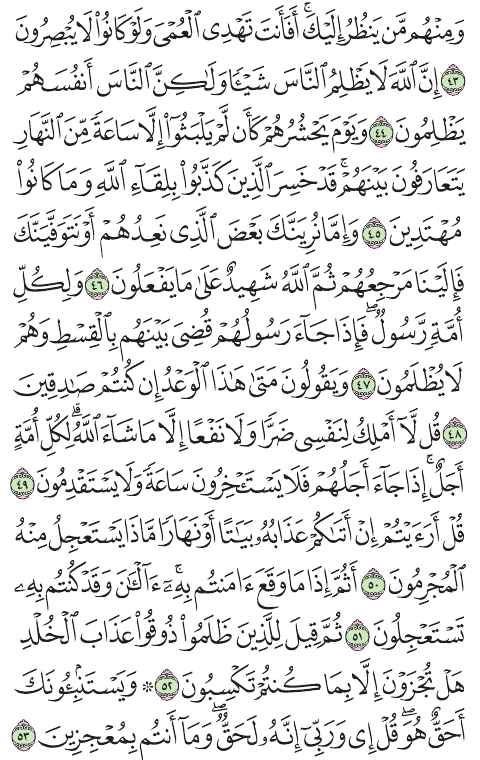 وَمِنْهُم مَّن يَنظُرُ إِلَيْكَ ۚ أَفَأَنتَ تَهْدِى ٱلْعُمْىَ وَلَوْ كَانُوا۟ لَا يُبْصِرُونَ
٤٣ إِنَّ ٱللَّهَ لَا يَظْلِمُ ٱلنَّاسَ شَيْـًٔا وَلَـٰكِنَّ ٱلنَّاسَ أَنفُسَهُمْ
يَظْلِمُونَ ٤٤ وَيَوْمَ يَحْشُرُهُمْ كَأَن لَّمْ يَلْبَثُوٓا۟ إِلَّا سَاعَةً مِّنَ ٱلنَّهَارِ
يَتَعَارَفُونَ بَيْنَهُمْ ۚ قَدْ خَسِرَ ٱلَّذِينَ كَذَّبُوا۟ بِلِقَآءِ ٱللَّهِ وَمَا كَانُوا۟
مُهْتَدِينَ ٤٥ وَإِمَّا نُرِيَنَّكَ بَعْضَ ٱلَّذِى نَعِدُهُمْ أَوْ نَتَوَفَّيَنَّكَ
فَإِلَيْنَا مَرْجِعُهُمْ ثُمَّ ٱللَّهُ شَهِيدٌ عَلَىٰ مَا يَفْعَلُونَ ٤٦ وَلِكُلِّ
أُمَّةٍ رَّسُولٌ ۖ فَإِذَا جَآءَ رَسُولُهُمْ قُضِىَ بَيْنَهُم بِٱلْقِسْطِ وَهُمْ
لَا يُظْلَمُونَ ٤٧ وَيَقُولُونَ مَتَىٰ هَـٰذَا ٱلْوَعْدُ إِن كُنتُمْ صَـٰدِقِينَ
٤٨ قُل لَّآ أَمْلِكُ لِنَفْسِى ضَرًّا وَلَا نَفْعًا إِلَّا مَا شَآءَ ٱللَّهُ ۗ لِكُلِّ أُمَّةٍ
أَجَلٌ ۚ إِذَا جَآءَ أَجَلُهُمْ فَلَا يَسْتَـْٔخِرُونَ سَاعَةً ۖ وَلَا يَسْتَقْدِمُونَ ٤٩
قُلْ أَرَءَيْتُمْ إِنْ أَتَىٰكُمْ عَذَابُهُۥ بَيَـٰتًا أَوْ نَهَارًا مَّاذَا يَسْتَعْجِلُ مِنْهُ
ٱلْمُجْرِمُونَ ٥٠ أَثُمَّ إِذَا مَا وَقَعَ ءَامَنتُم بِهِۦٓ ۚ ءَآلْـَٔـٰنَ وَقَدْ كُنتُم بِهِۦ
تَسْتَعْجِلُونَ ٥١ ثُمَّ قِيلَ لِلَّذِينَ ظَلَمُوا۟ ذُوقُوا۟ عَذَابَ ٱلْخُلْدِ
هَلْ تُجْزَوْنَ إِلَّا بِمَا كُنتُمْ تَكْسِبُونَ ٥٢ ۞ وَيَسْتَنۢبِـُٔونَكَ
أَحَقٌّ هُوَ ۖ قُلْ إِى وَرَبِّىٓ إِنَّهُۥ لَحَقٌّ ۖ وَمَآ أَنتُم بِمُعْجِزِينَ ٥٣